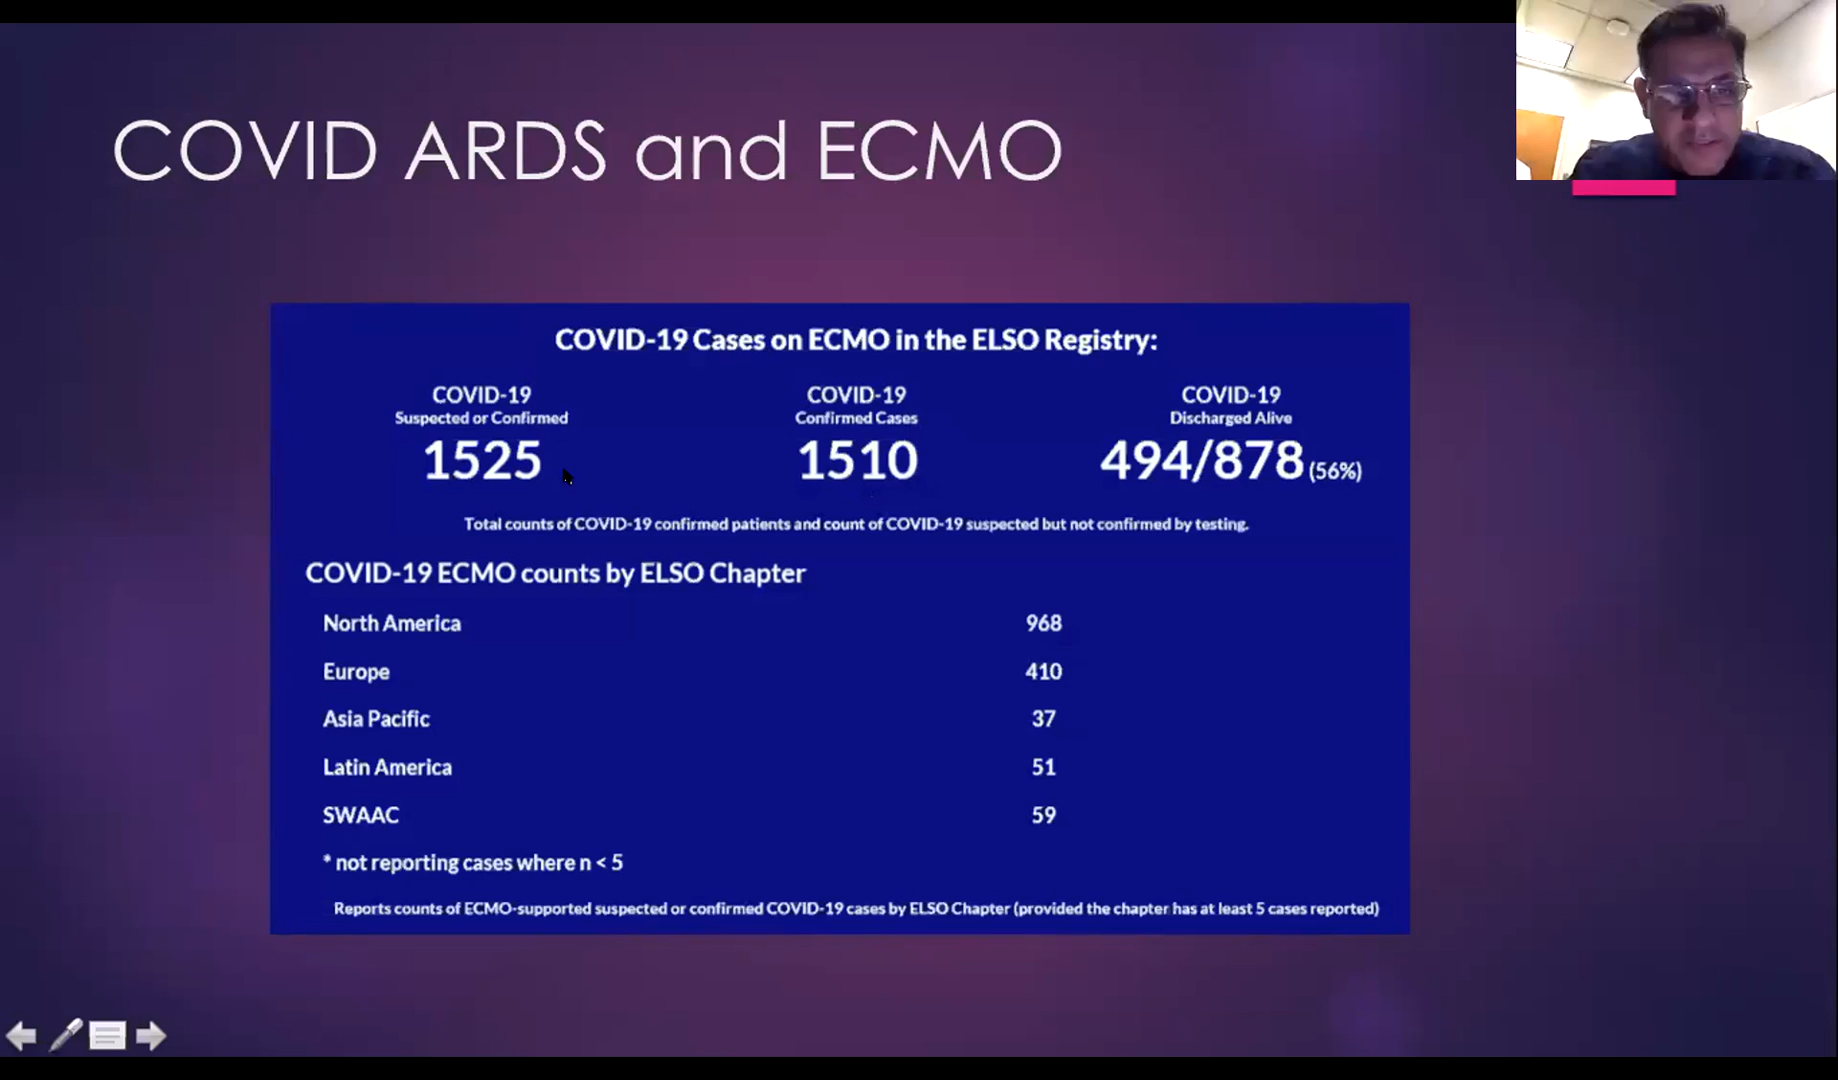 COVID ARDS and ECMO
COVID-19 Cases on ECMO in the ELSO Registry:
COVID-19
Suspected or Confirmed
1525
COVID-19
Confirmed Cases
1510
COVID-19
Discharged Alive
494/878 (56%)
Total counts of COVID-19 confirmed patients and count of COVID-19 suspected but not confirmed by testing.
COVID-19 ECMO counts by ELSO Chapter
North America 968
Europe 410
Asia Pacific 37
Latin America 51
SWAAC 59
* not reporting cases where n < 5
Reports counts of ECMO-supported suspected or confirmed COVID-19 cases by ELSO Chapter (provided the chapter has at least 5 cases reported)